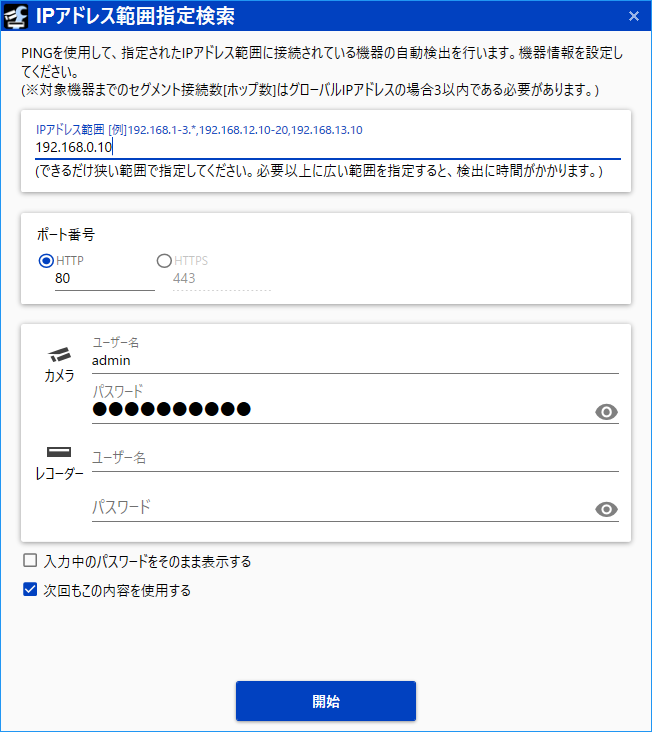 IPアドレス範囲指定検索
PINGを使用して、指定されたIPアドレス範囲に接続されている機器の自動検出を行います。機器情報を設定し
てください。
(※対象機器までのセグメント接続数[ホップ数]はグローバルIPアドレスの場合3以内である必要があります。)
IPアドレス範囲 [例]192.168.1-3.*,192.168.12.10-20,192.168.13.10
192.168.0.10
(できるだけ狭い範囲で指定してください。必要以上に広い範囲を指定すると、検出に時間がかかります。)
ポート番号
HTTP HTTPS
80 443
ユーザー名
admin
カメラ
パスワード
●●●●●●●●●●
ユーザー名
レコーダー
パスワード
入力中のパスワードをそのまま表示する
次回もこの内容を使用する
開始